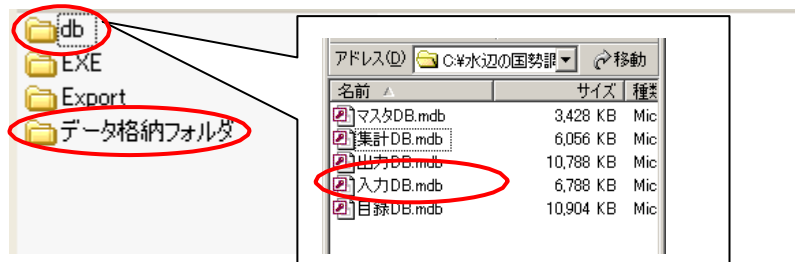 db
EXE
Export
データ格納フォルダ
アドレス(D) C:¥水辺の国勢調 移動
名前 サイズ 種類
マスタDB.mdb 3,428 KB Mic
集計DB.mdb 6,056 KB Mic
出力DB.mdb 10,788 KB Mic
入力DB.mdb 6,788 KB Mic
目録DB.mdb 10,904 KB Mic